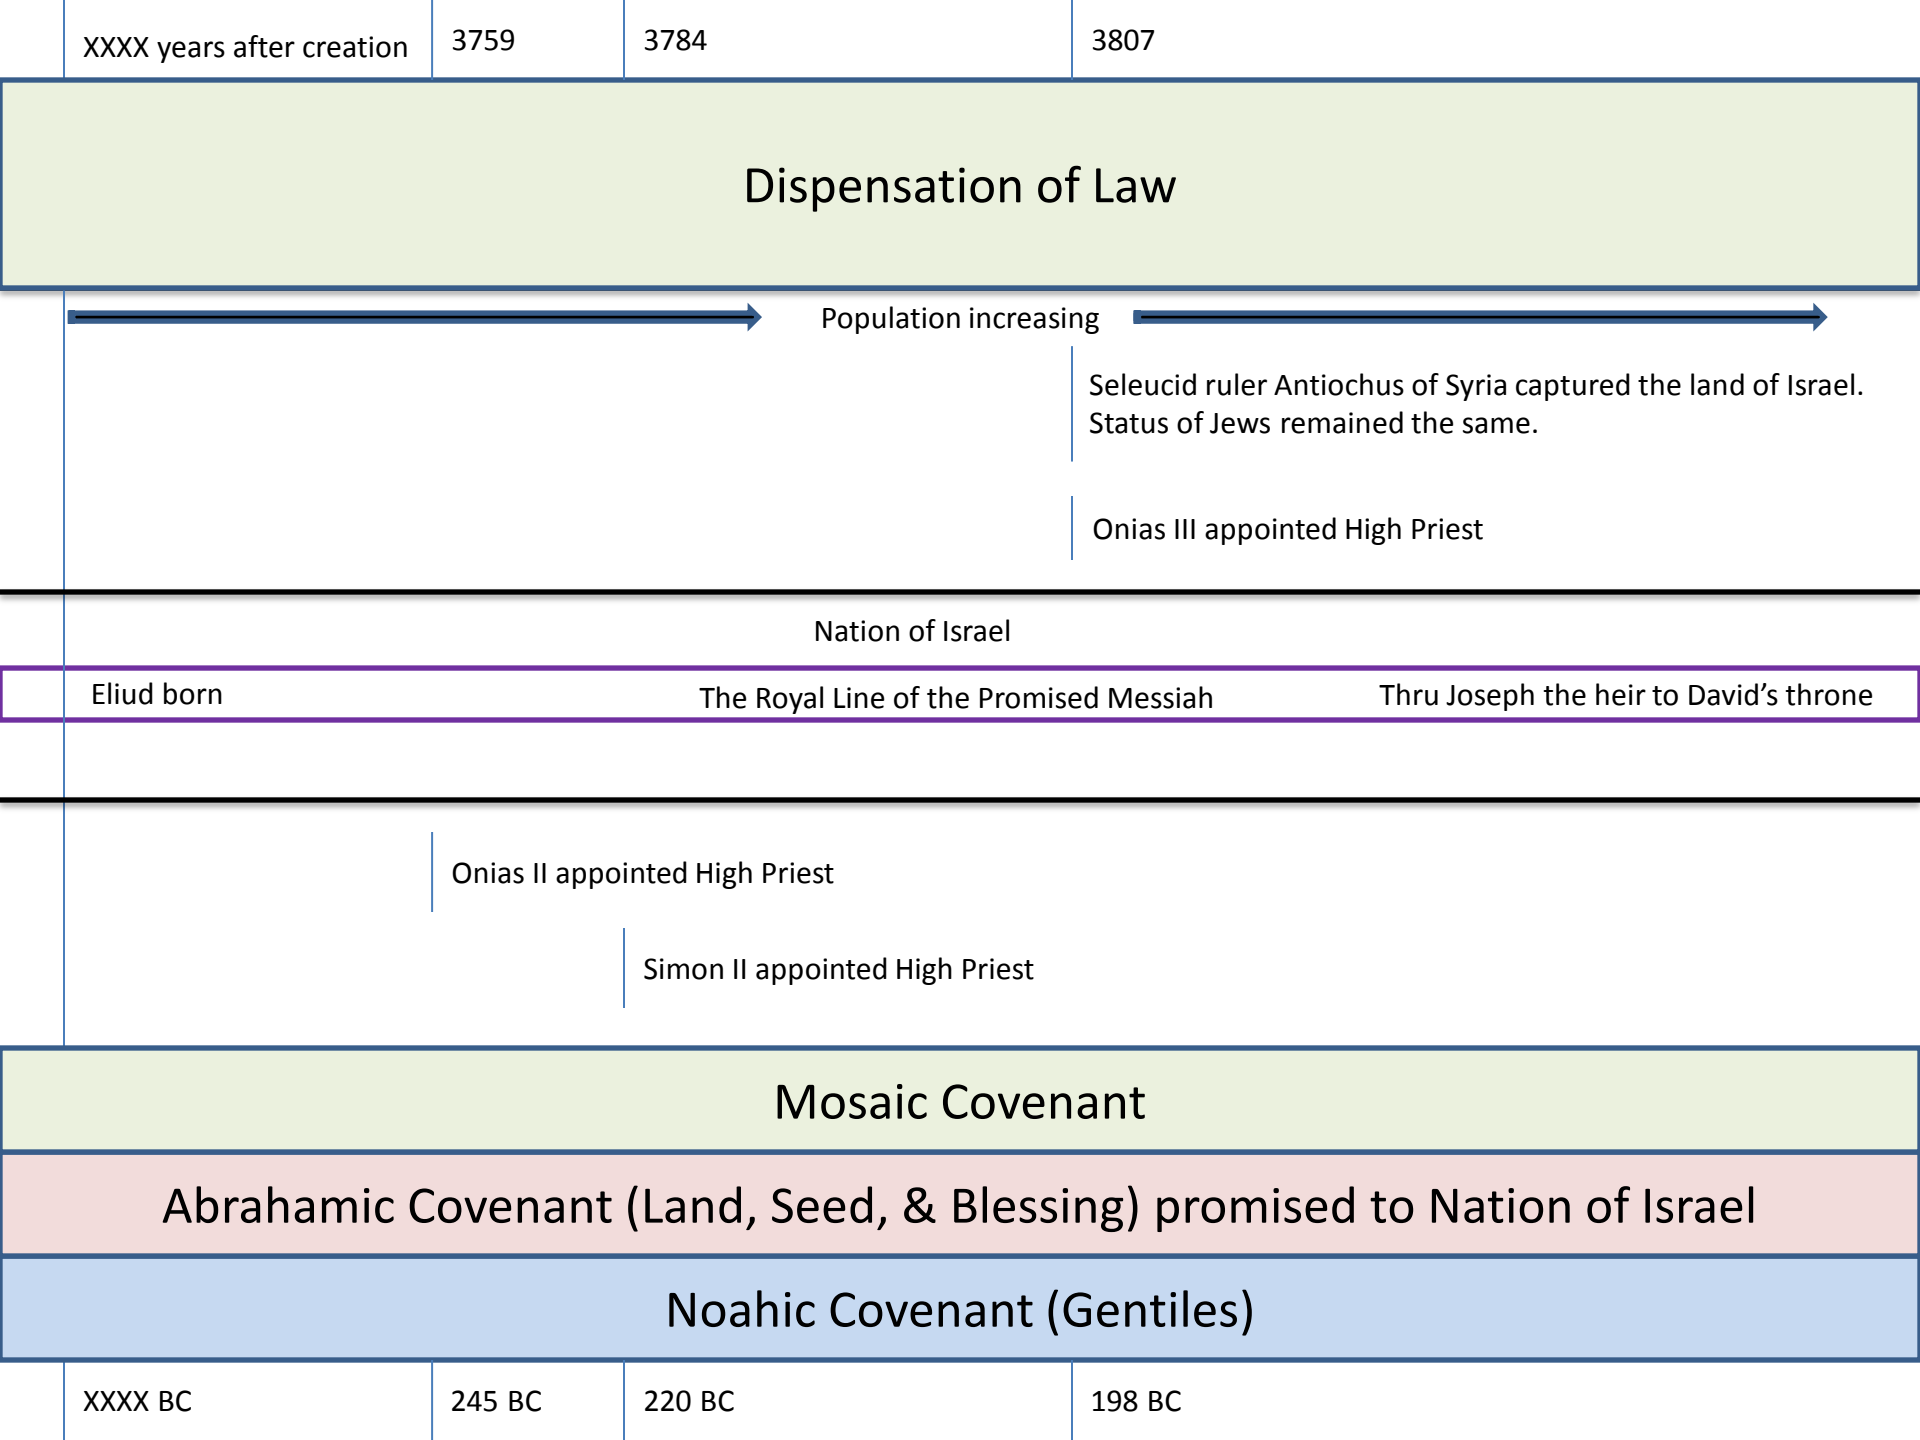 XXXX years after creation
3759
3784
3807
Dispensation of Law
Population increasing
Seleucid ruler Antiochus of Syria captured the land of Israel.
Status of Jews remained the same.
Onias III appointed High Priest
Nation of Israel
Eliud born
The Royal Line of the Promised Messiah
Thru Joseph the heir to David’s throne
Onias II appointed High Priest
Simon II appointed High Priest
Mosaic Covenant
Abrahamic Covenant (Land, Seed, & Blessing) promised to Nation of Israel
Noahic Covenant (Gentiles)
XXXX BC
245 BC
220 BC
198 BC